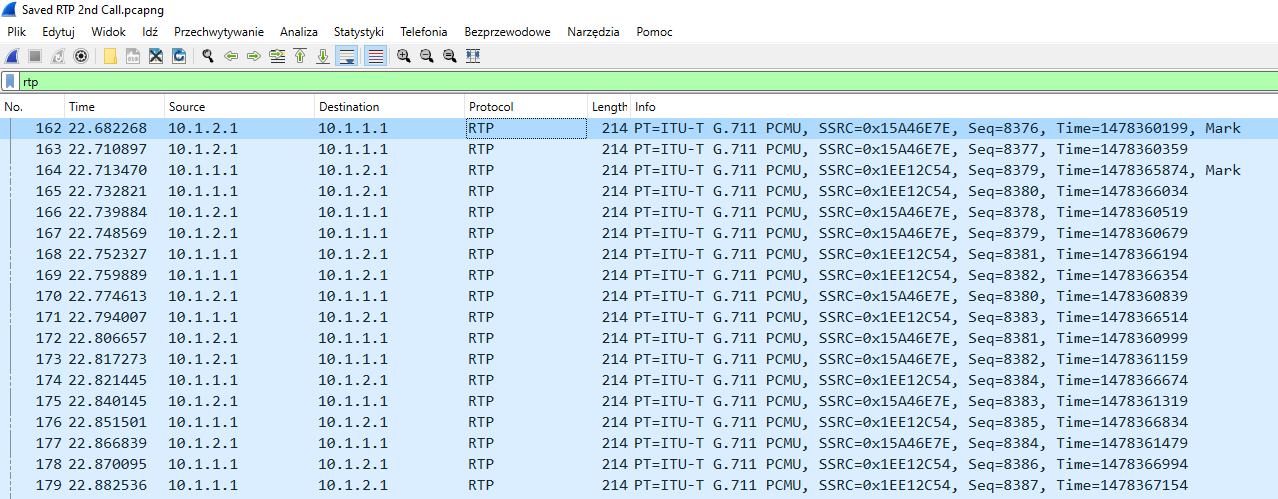 Saved RTP 2nd Call.pcapng
Plik Edytuj Widok Idź Przechwytywanie Analiza Statystyki Telefonia Bezprzewodowe Narzędzia Pomoc
rtp
No. Time Source Destination Protocol Length Info
162 22.682268 10.1.2.1 10.1.1.1 RTP 214 PT=ITU-T G.711 PCMU, SSRC=0x15A46E7E, Seq=8376, Time=1478360199, Mark
163 22.710897 10.1.2.1 10.1.1.1 RTP 214 PT=ITU-T G.711 PCMU, SSRC=0x15A46E7E, Seq=8377, Time=1478360359
164 22.713470 10.1.1.1 10.1.2.1 RTP 214 PT=ITU-T G.711 PCMU, SSRC=0x1EE12C54, Seq=8379, Time=1478365874, Mark
165 22.732821 10.1.1.1 10.1.2.1 RTP 214 PT=ITU-T G.711 PCMU, SSRC=0x1EE12C54, Seq=8380, Time=1478366034
166 22.739884 10.1.2.1 10.1.1.1 RTP 214 PT=ITU-T G.711 PCMU, SSRC=0x15A46E7E, Seq=8378, Time=1478360519
167 22.748569 10.1.2.1 10.1.1.1 RTP 214 PT=ITU-T G.711 PCMU, SSRC=0x15A46E7E, Seq=8379, Time=1478360679
168 22.752327 10.1.1.1 10.1.2.1 RTP 214 PT=ITU-T G.711 PCMU, SSRC=0x1EE12C54, Seq=8381, Time=1478366194
169 22.759889 10.1.1.1 10.1.2.1 RTP 214 PT=ITU-T G.711 PCMU, SSRC=0x1EE12C54, Seq=8382, Time=1478366354
170 22.774613 10.1.2.1 10.1.1.1 RTP 214 PT=ITU-T G.711 PCMU, SSRC=0x15A46E7E, Seq=8380, Time=1478360839
171 22.794007 10.1.1.1 10.1.2.1 RTP 214 PT=ITU-T G.711 PCMU, SSRC=0x1EE12C54, Seq=8383, Time=1478366514
172 22.806657 10.1.2.1 10.1.1.1 RTP 214 PT=ITU-T G.711 PCMU, SSRC=0x15A46E7E, Seq=8381, Time=1478360999
173 22.817273 10.1.2.1 10.1.1.1 RTP 214 PT=ITU-T G.711 PCMU, SSRC=0x15A46E7E, Seq=8382, Time=1478361159
174 22.821445 10.1.1.1 10.1.2.1 RTP 214 PT=ITU-T G.711 PCMU, SSRC=0x1EE12C54, Seq=8384, Time=1478366674
175 22.840145 10.1.2.1 10.1.1.1 RTP 214 PT=ITU-T G.711 PCMU, SSRC=0x15A46E7E, Seq=8383, Time=1478361319
176 22.851501 10.1.1.1 10.1.2.1 RTP 214 PT=ITU-T G.711 PCMU, SSRC=0x1EE12C54, Seq=8385, Time=1478366834
177 22.866839 10.1.2.1 10.1.1.1 RTP 214 PT=ITU-T G.711 PCMU, SSRC=0x15A46E7E, Seq=8384, Time=1478361479
178 22.870095 10.1.1.1 10.1.2.1 RTP 214 PT=ITU-T G.711 PCMU, SSRC=0x1EE12C54, Seq=8386, Time=1478366994
179 22.882536 10.1.1.1 10.1.2.1 RTP 214 PT=ITU-T G.711 PCMU, SSRC=0x1EE12C54, Seq=8387, Time=1478367154